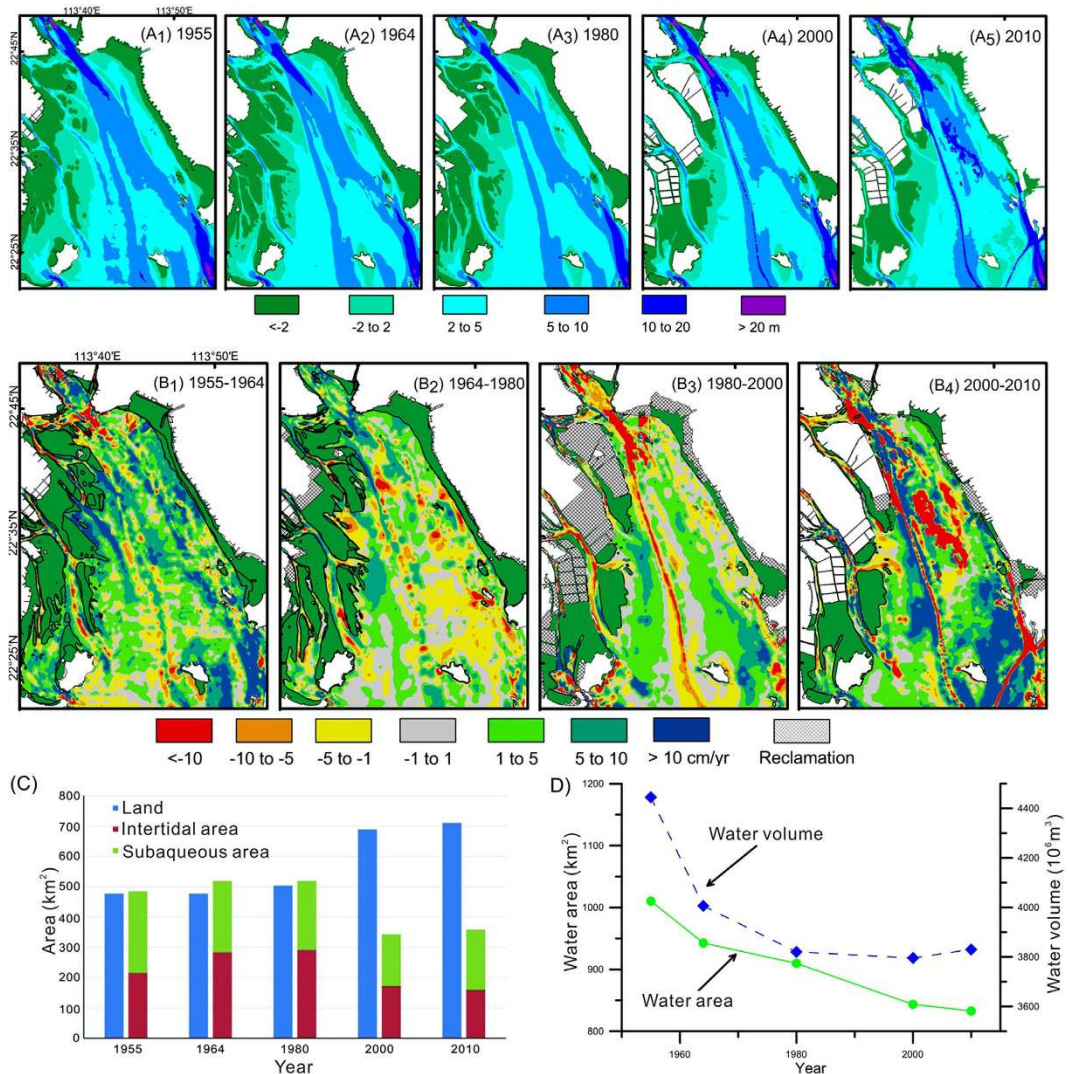 113°40'E 113°50'E
(A1) 1955
(A2) 1964
(A3) 1980
(A4) 2000
(A5) 2010
22°45'N
22°35'N
22°25'N
<-2
-2 to 2
2 to 5
5 to 10
10 to 20
> 20 m
113°40'E 113°50'E
(B1) 1955-1964
(B2) 1964-1980
(B3) 1980-2000
(B4) 2000-2010
22°45'N
22°35'N
22°25'N
<-10
-10 to -5
-5 to -1
-1 to 1
1 to 5
5 to 10
> 10 cm/yr
Reclamation
(C)
Land
Intertidal area
Subaqueous area
Area (km²)
800
700
600
500
400
300
200
100
0
1955 1964 1980 2000 2010
Year
D)
Water volume
Water area
Water area (km²)
1200
1100
1000
900
800
Water volume (10⁶m³)
4400
4200
4000
3800
3600
1960 1980 2000
Year